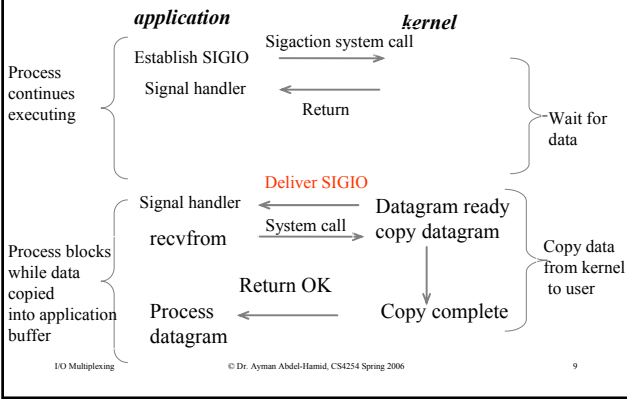 application kernel
Establish SIGIO Sigaction system call
Process
continues
executing
Signal handler
Return
Wait for
data
Deliver SIGIO
Signal handler Datagram ready
recvfrom System call copy datagram
Process blocks
while data
copied
into application
buffer
Copy data
from kernel
to user
Return OK
Process Copy complete
datagram
I/O Multiplexing © Dr. Ayman Abdel-Hamid, CS4254 Spring 2006 9